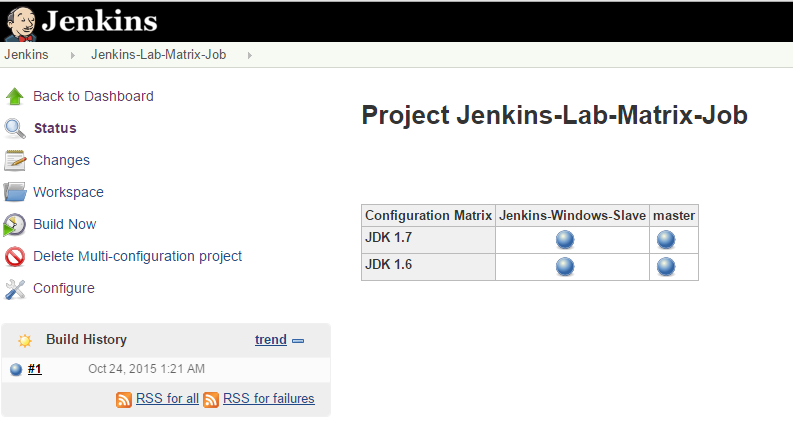 Jenkins
Jenkins Jenkins-Lab-Matrix-Job
Back to Dashboard
Status
Changes
Workspace
Build Now
Delete Multi-configuration project
Configure
Build History trend
#1 Oct 24, 2015 1:21 AM
RSS for all RSS for failures
Project Jenkins-Lab-Matrix-Job
Configuration Matrix Jenkins-Windows-Slave master
JDK 1.7
JDK 1.6